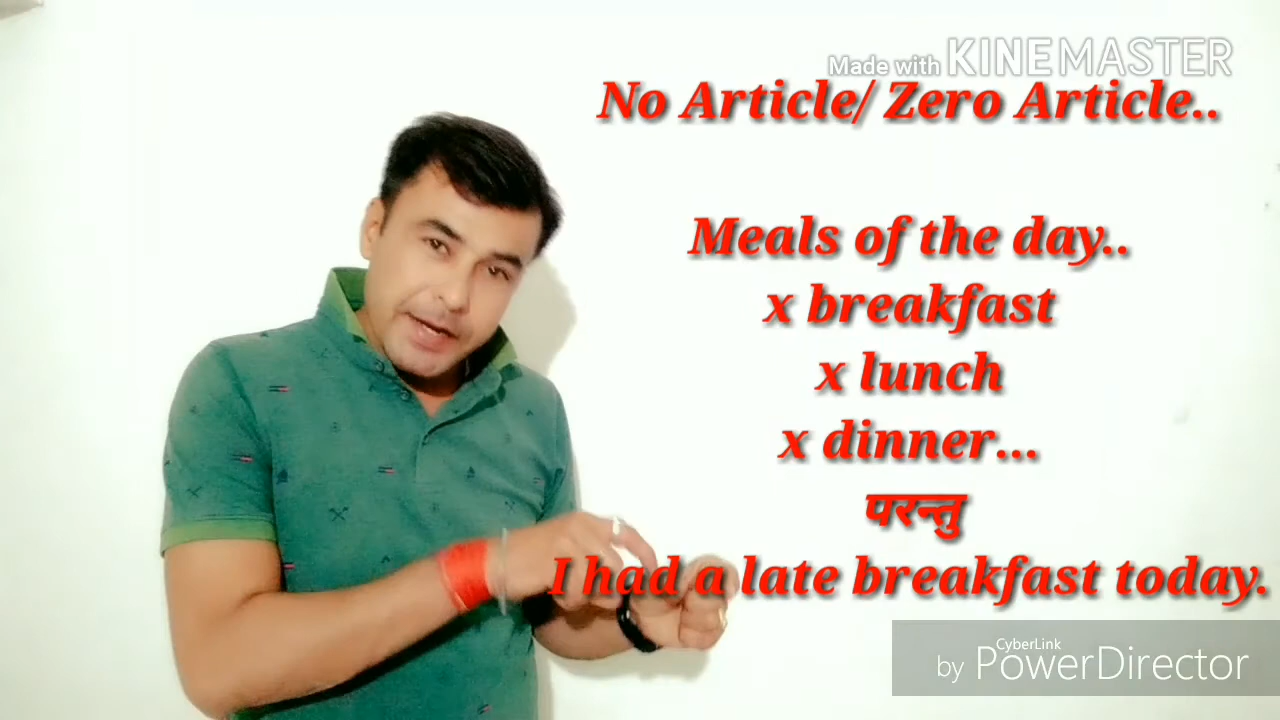 Made with KINEMASTER
No Article/ Zero Article..
Meals of the day..
x breakfast
x lunch
x dinner...
परन्तु
I had a late breakfast today.
CyberLink
by PowerDirector